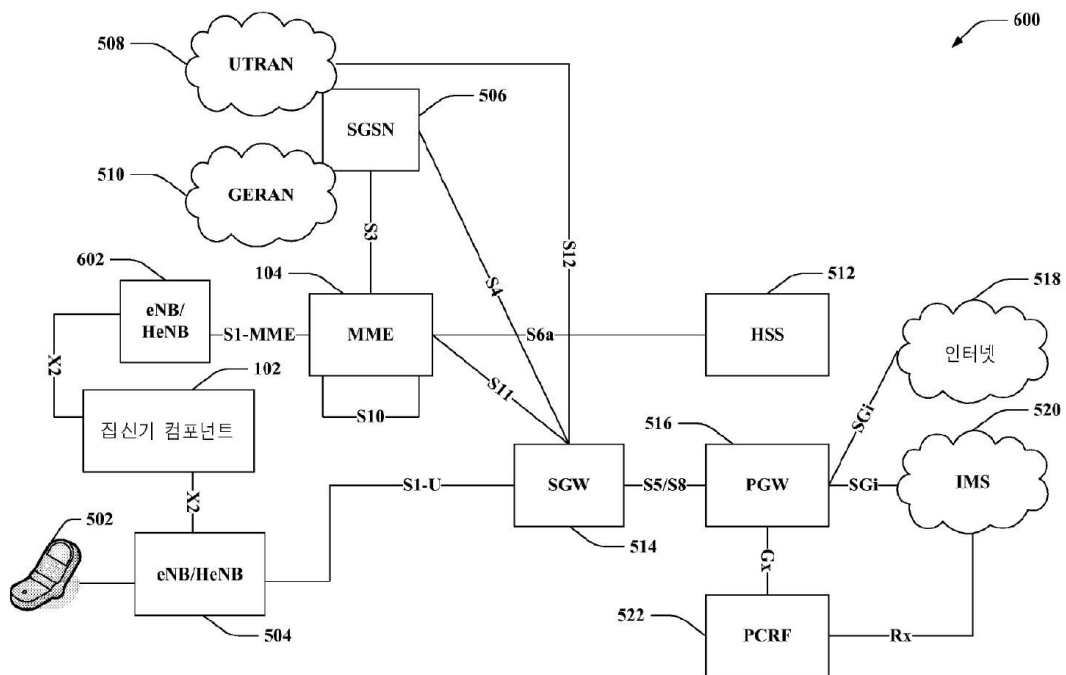 600
508
UTRAN
506
SGSN
510
GERAN
S3
S4
S12
602
eNB/
HeNB
S1-MME
104
MME
S6a
512
HSS
518
인터넷
X2
102
집신기 컴포넌트
S10
S11
SGi
520
IMS
516
S1-U
SGW
S5/S8
PGW
SGi
514
X2
502
eNB/HeNB
504
Gx
522
PCRF
Rx